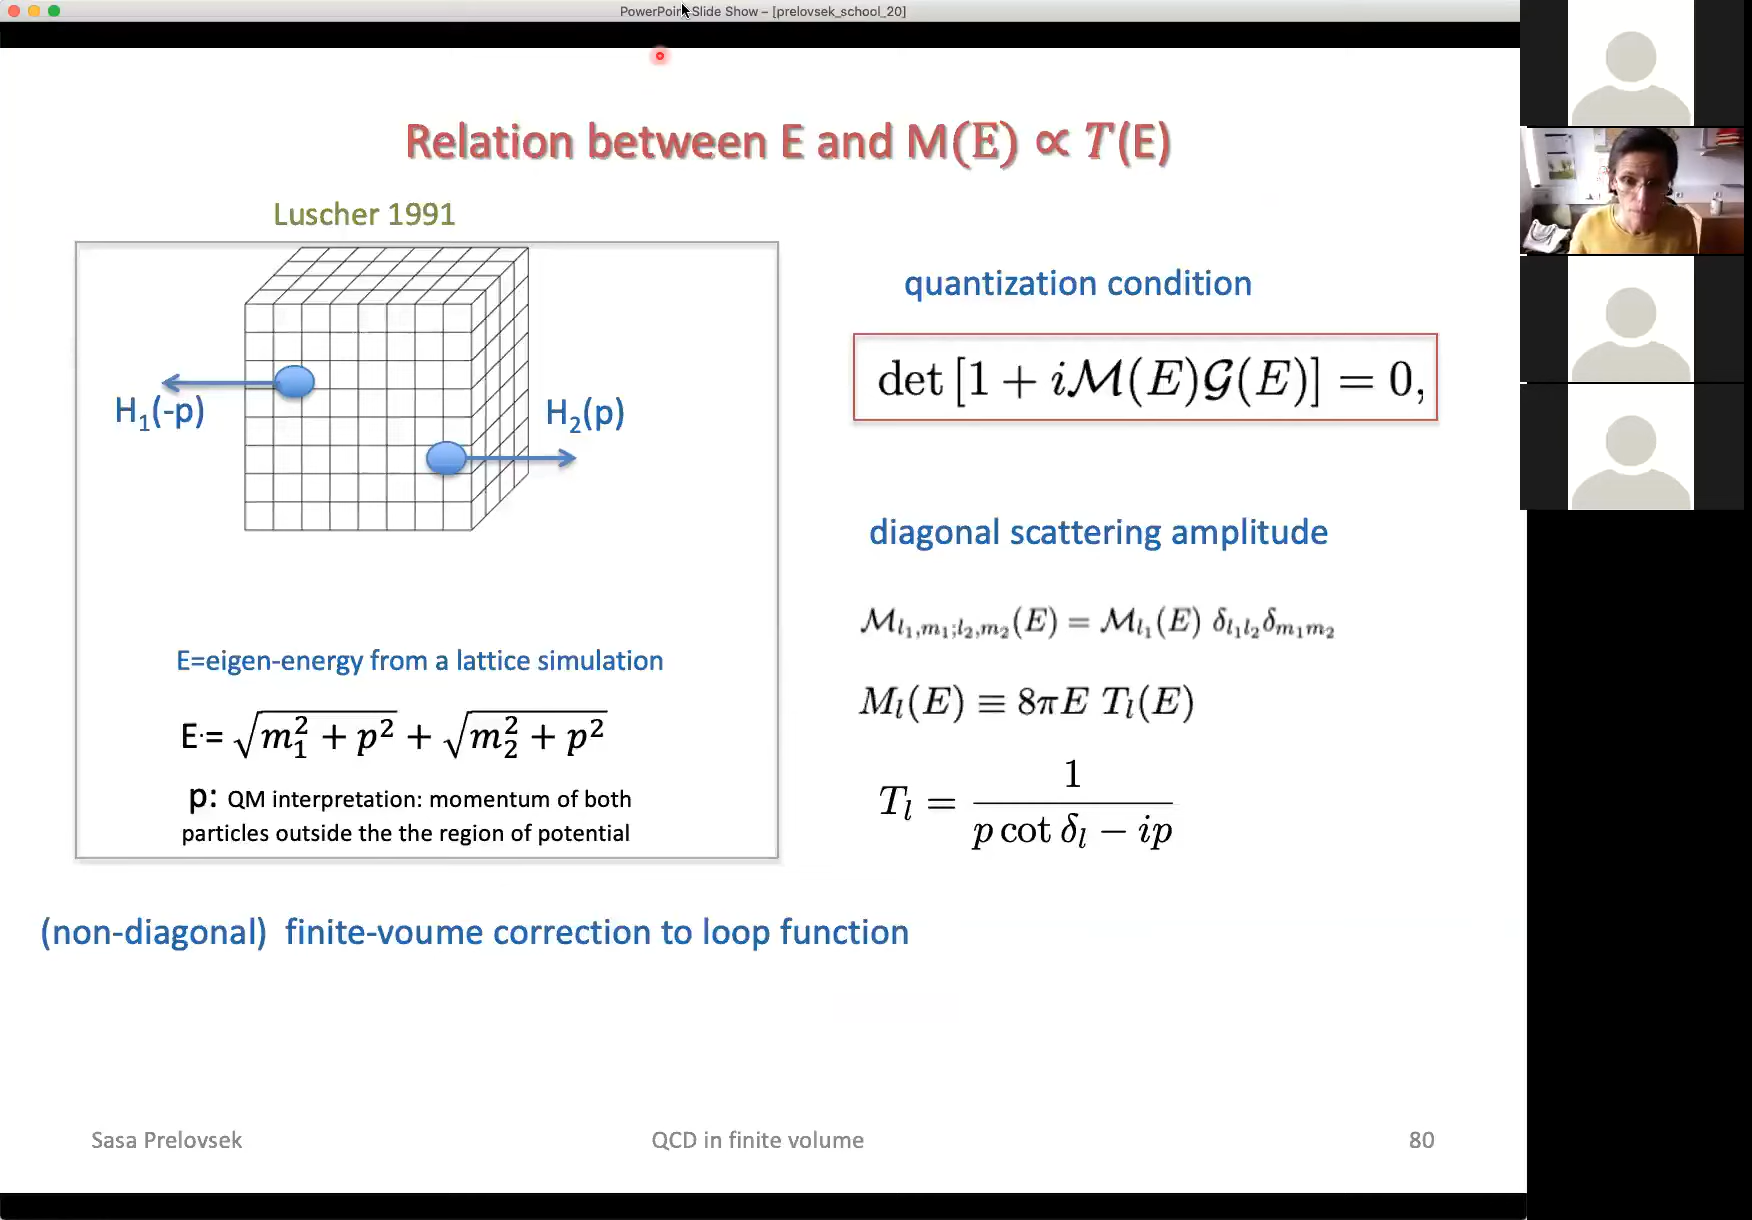 PowerPoint Slide Show – [prelovsek_school_20]
Relation between E and M(E) ∝ T(E)
Luscher 1991
H₁(-p)
H₂(p)
E=eigen-energy from a lattice simulation
E = √(m₁² + p²) + √(m₂² + p²)
p: QM interpretation: momentum of both
particles outside the the region of potential
quantization condition
det [1 + iℳ(E)𝒢(E)] = 0,
diagonal scattering amplitude
ℳ_{l₁,m₁;l₂,m₂}(E) = ℳ_{l₁}(E) δ_{l₁l₂}δ_{m₁m₂}
M_l(E) ≡ 8πE T_l(E)
T_l = 1 / (p cot δ_l − ip)
(non-diagonal) finite-voume correction to loop function
Sasa Prelovsek
QCD in finite volume
80